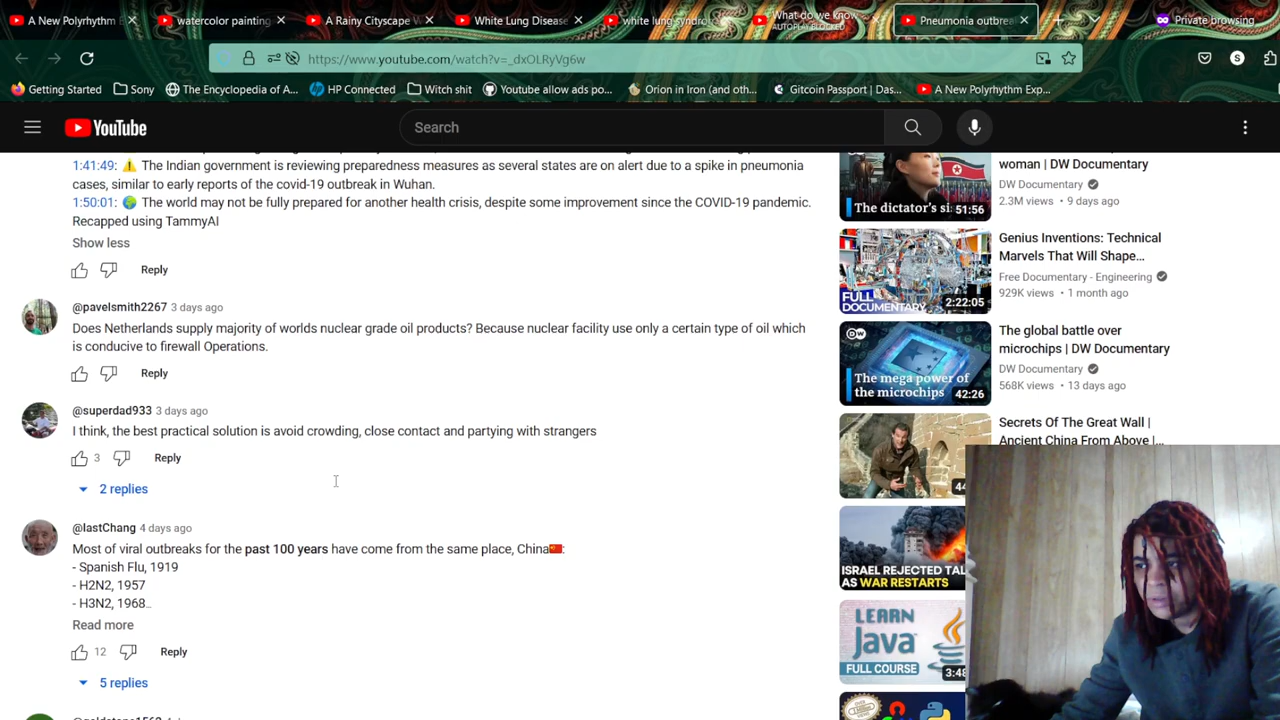 A New Polyrhythm E
watercolor painting
A Rainy Cityscape W
White Lung Disease
white lung syndrom
What do we know
AUTOPLAY BLOCKED
Pneumonia outbrea
Private browsing
https://www.youtube.com/watch?v=_dxOLRyVg6w
S
Getting Started
Sony
The Encyclopedia of A...
HP Connected
Witch shit
Youtube allow ads po...
Orion in Iron (and oth...
Gitcoin Passport | Das...
A New Polyrhythm Exp...
YouTube
Search
1:41:49: ⚠️ The Indian government is reviewing preparedness measures as several states are on alert due to a spike in pneumonia
cases, similar to early reports of the covid-19 outbreak in Wuhan.
1:50:01: 🌍 The world may not be fully prepared for another health crisis, despite some improvement since the COVID-19 pandemic.
Recapped using TammyAI
Show less
Reply
@pavelsmith2267 3 days ago
Does Netherlands supply majority of worlds nuclear grade oil products? Because nuclear facility use only a certain type of oil which
is conducive to firewall Operations.
Reply
@superdad933 3 days ago
I think, the best practical solution is avoid crowding, close contact and partying with strangers
3 Reply
2 replies
@lastChang 4 days ago
Most of viral outbreaks for the past 100 years have come from the same place, China🇨🇳:
- Spanish Flu, 1919
- H2N2, 1957
- H3N2, 1968...
Read more
12 Reply
5 replies
woman | DW Documentary
DW Documentary
2.3M views • 9 days ago
The dictator's si
51:56
Genius Inventions: Technical
Marvels That Will Shape...
Free Documentary - Engineering
929K views • 1 month ago
FULL
DOCUMENTARY
2:22:05
The global battle over
microchips | DW Documentary
DW Documentary
568K views • 13 days ago
DW
The mega power of
the microchips
42:26
Secrets Of The Great Wall |
Ancient China From Above |...
44
ISRAEL REJECTED TAL
AS WAR RESTARTS
LEARN
Java
FULL COURSE
3:48